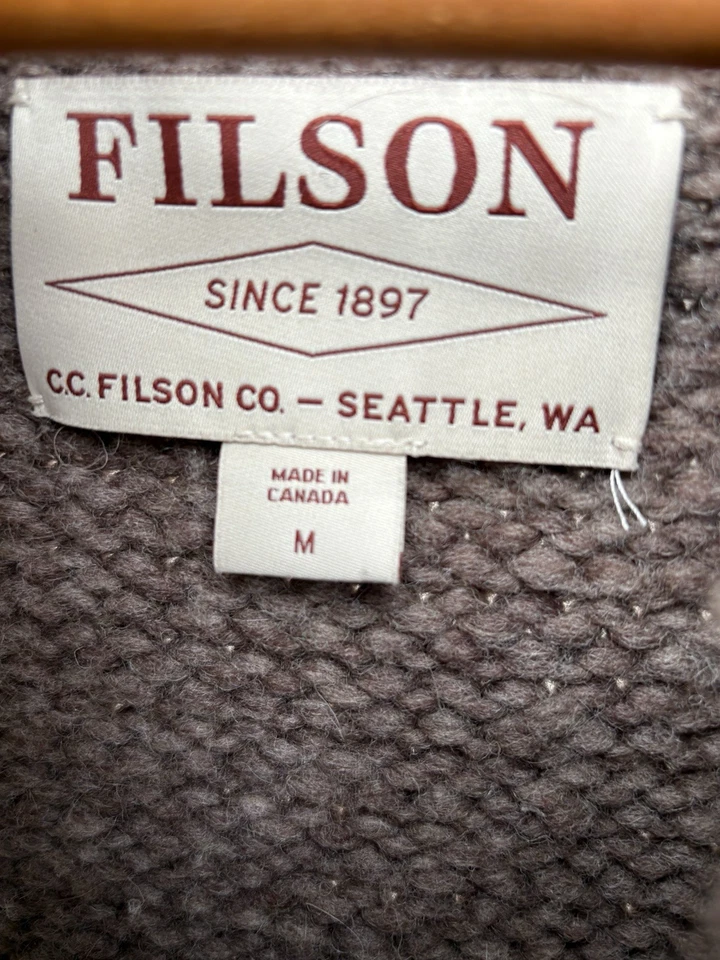 FILSON
SINCE 1897
C.C. FILSON CO. – SEATTLE, WA
MADE IN
CANADA
M